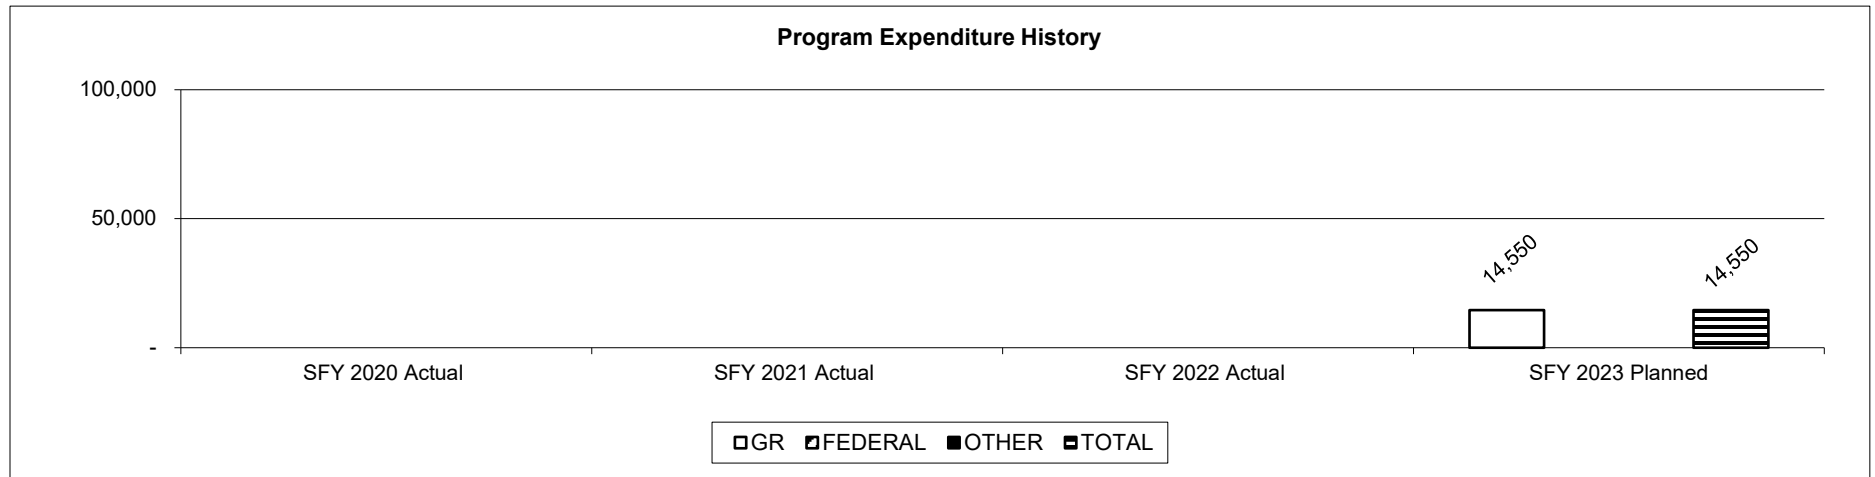 Program Expenditure History
100,000
50,000
-
14,550
14,550
SFY 2020 Actual
SFY 2021 Actual
SFY 2022 Actual
SFY 2023 Planned
GR FEDERAL OTHER TOTAL